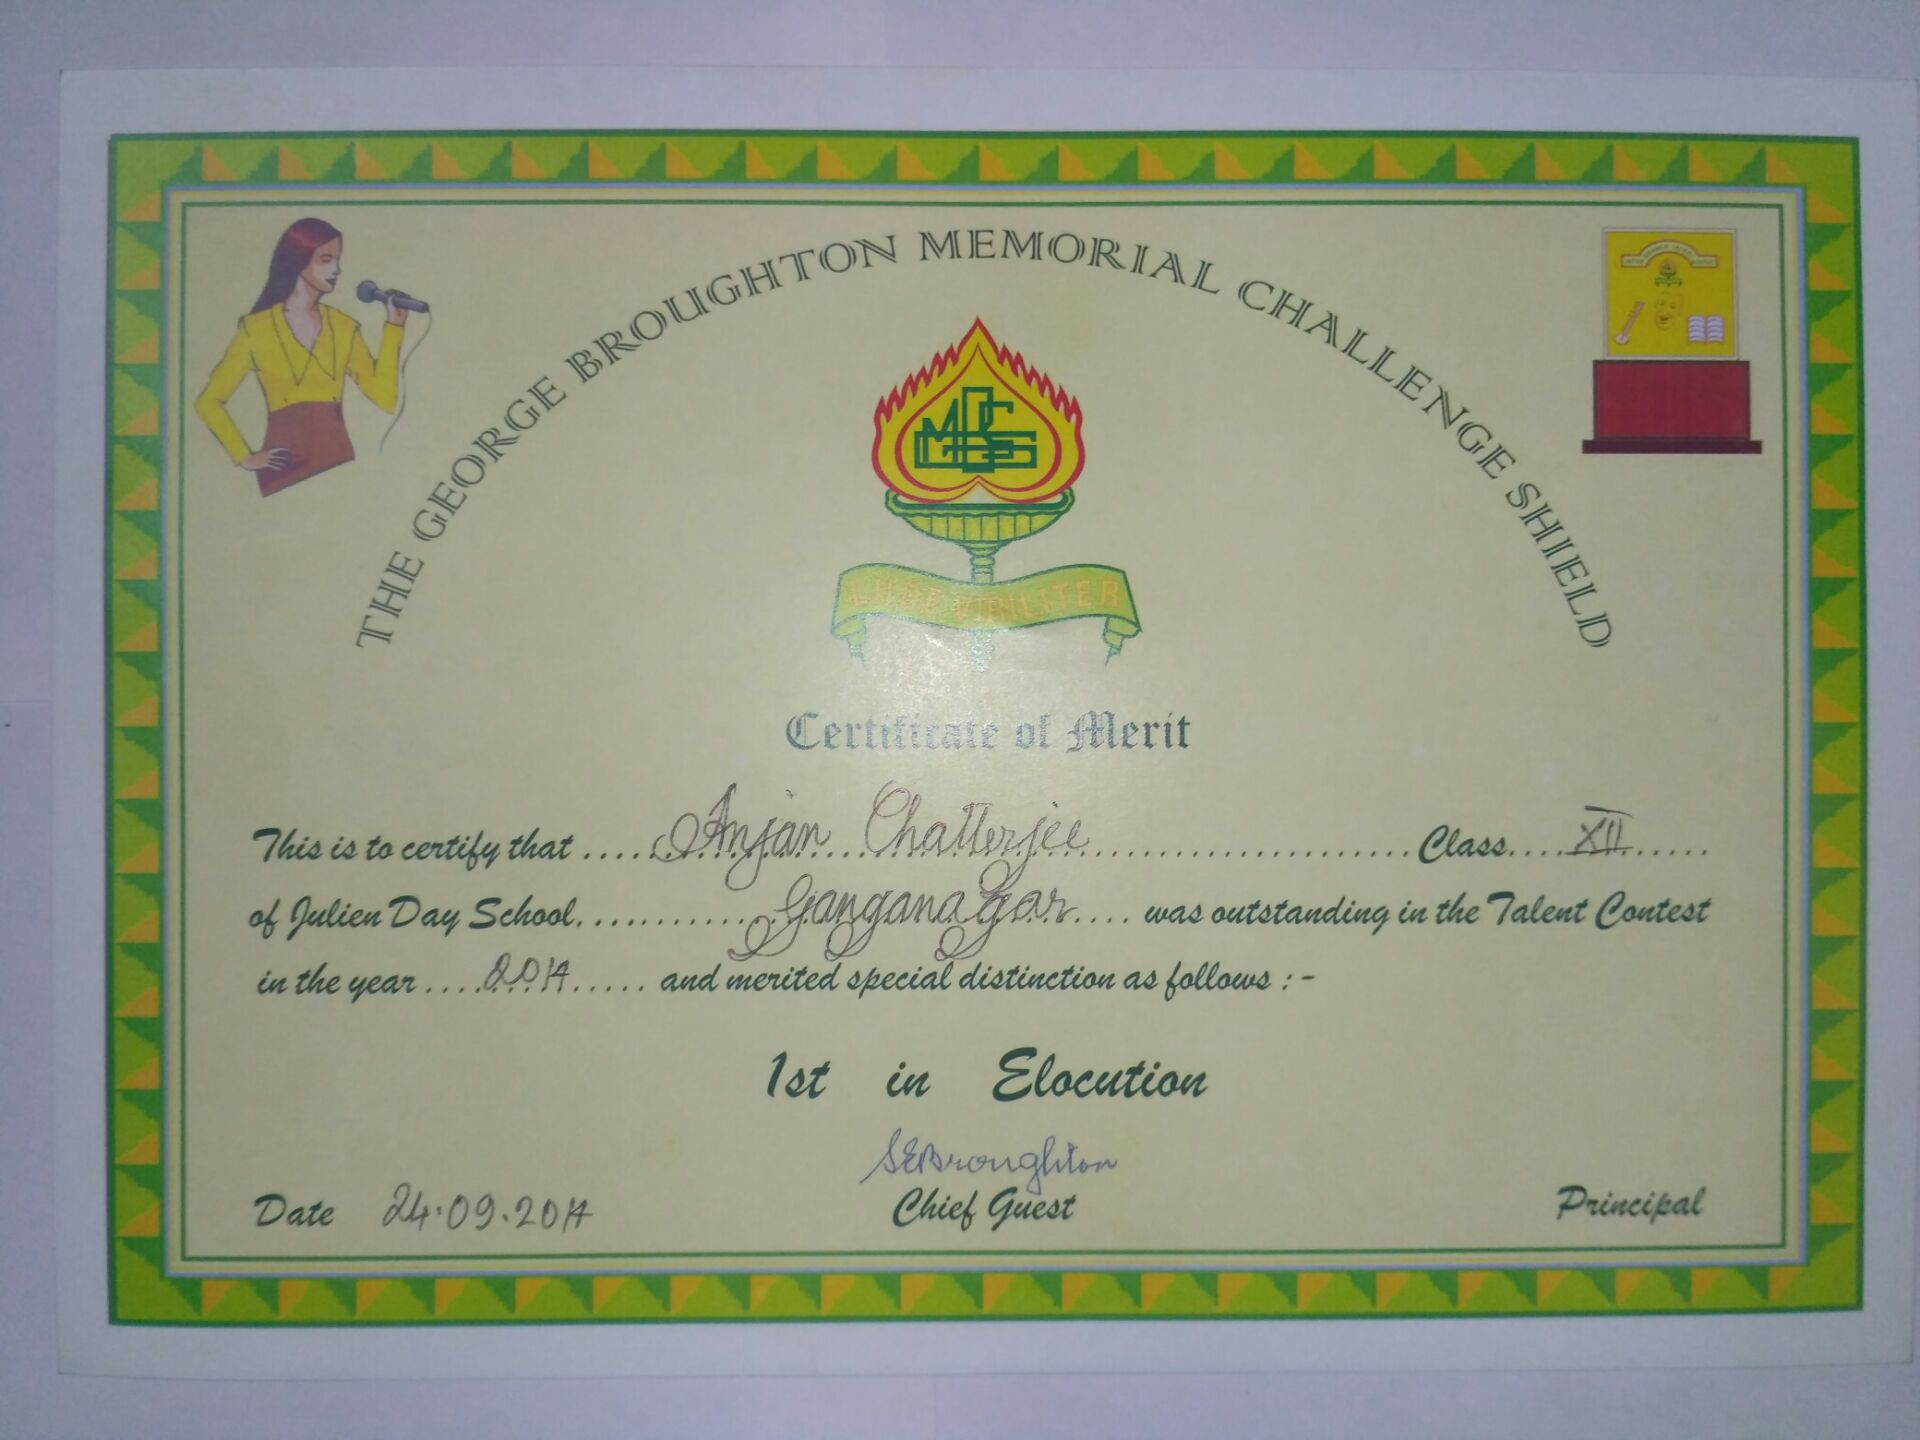 THE GEORGE BROUGHTON MEMORIAL CHALLENGE SHIELD
LUDE VIRILITER
Certificate of Merit
This is to certify that .... Anjan Chatterjee .... Class.... XII ....
of Julien Day School.... Ganganagar .... was outstanding in the Talent Contest
in the year .... 2014 .... and merited special distinction as follows : -
1st in Elocution
SEBroughton
Date 24.09.2014 Chief Guest Principal